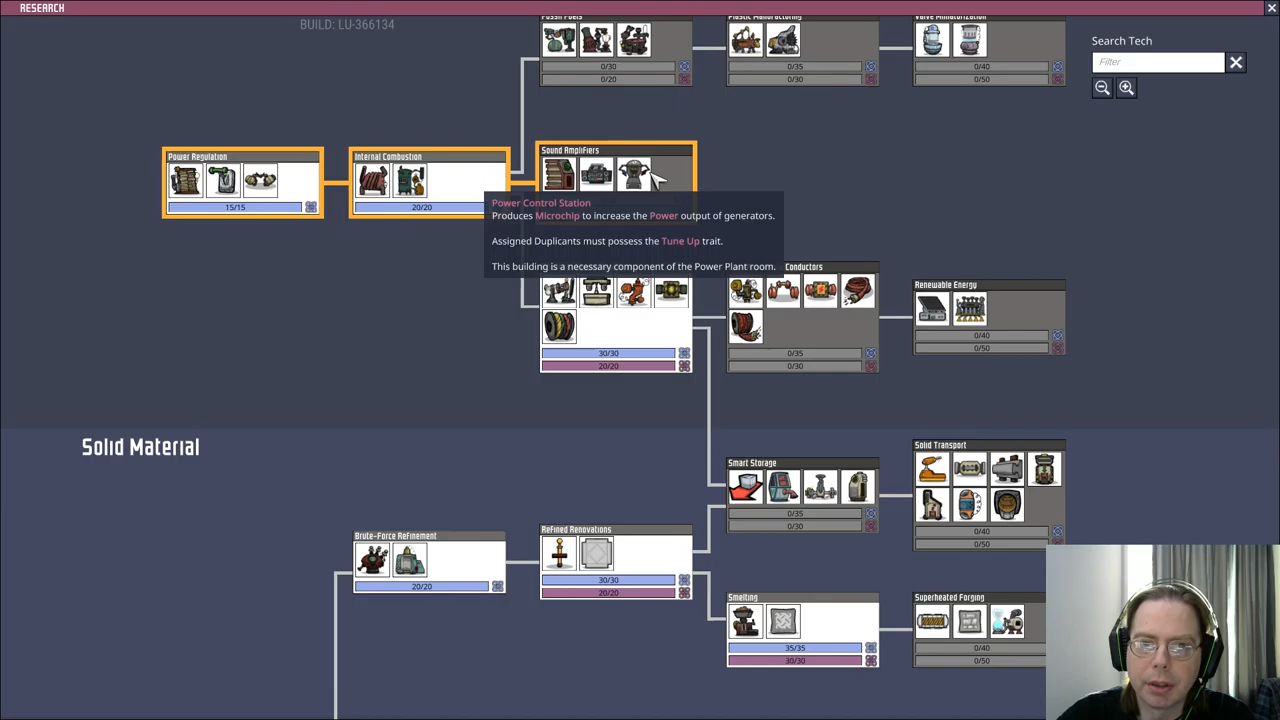 RESEARCH
BUILD: LU-366134
Fossil Fuels
0/30
0/20
Plastic Manufacturing
0/35
0/30
Valve Miniaturization
0/40
0/50
Search Tech
Filter
Power Regulation
15/15
Internal Combustion
20/20
Sound Amplifiers
Power Control Station
Produces Microchip to increase the Power output of generators.
Assigned Duplicants must possess the Tune Up trait.
This building is a necessary component of the Power Plant room.
30/30
20/20
Conductors
0/35
0/30
Renewable Energy
0/40
0/50
Solid Material
Smart Storage
0/35
0/30
Solid Transport
0/40
0/50
Brute-Force Refinement
20/20
Refined Renovations
30/30
20/20
Smelting
35/35
30/30
Superheated Forging
0/40
0/50